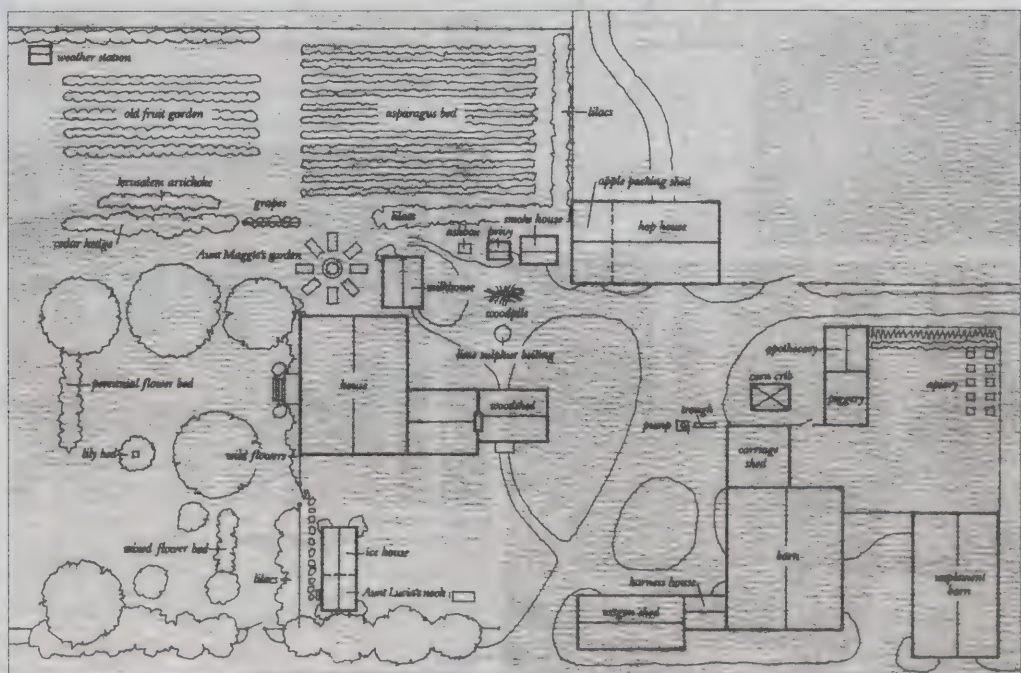 weather station
old fruit garden
asparagus bed
lilacs
Jerusalem artichoke
grapes
cedar hedge
lilacs
ashbox
privy
smoke house
apple packing shed
hop house
Aunt Maggie's garden
milkhouse
woodpile
lime sulphur boiling
perennial flower bed
house
woodshed
apothecary
piggery
apiary
corn crib
trough
pump
carriage shed
lily bed
wild flowers
mixed flower bed
lilacs
ice house
Aunt Lucia's nook
harness house
wagon shed
barn
implement barn